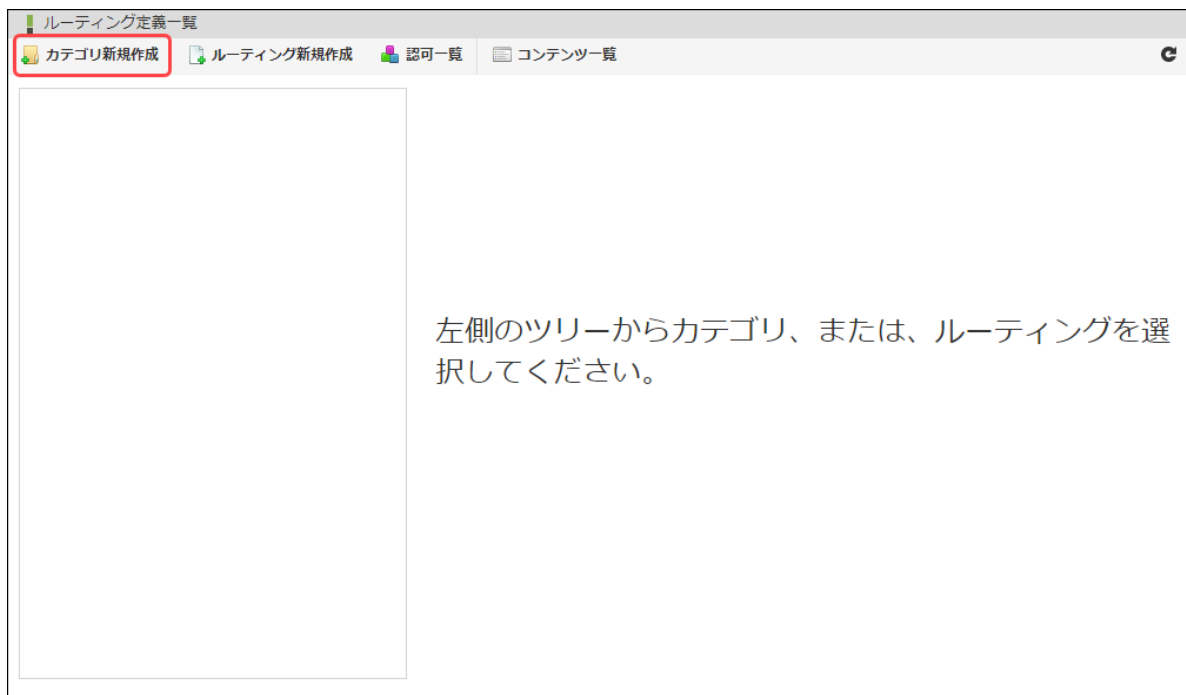 ルーティング定義一覧
カテゴリ新規作成 ルーティング新規作成 認可一覧 コンテンツ一覧
左側のツリーからカテゴリ、または、ルーティングを選
択してください。